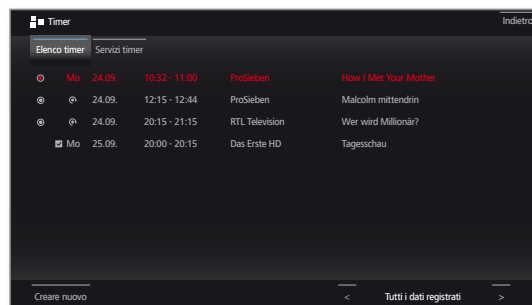 Timer Indietro
Elenco timer Servizi timer
Mo 24.09. 10:32 - 11:00 ProSieben How I Met Your Mother
24.09. 12:15 - 12:44 ProSieben Malcolm mittendrin
24.09. 20:15 - 21:15 RTL Television Wer wird Millionär?
Mo 25.09. 20:00 - 20:15 Das Erste HD Tagesschau
Creare nuovo < Tutti i dati registrati >